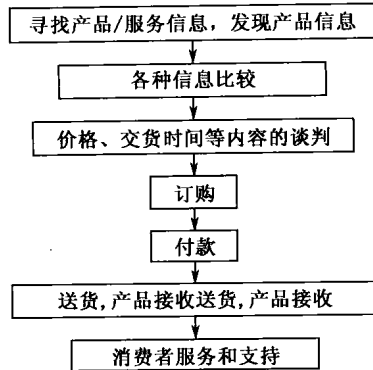 寻找产品/服务信息，发现产品信息
各种信息比较
价格、交货时间等内容的谈判
订购
付款
送货,产品接收送货,产品接收
消费者服务和支持